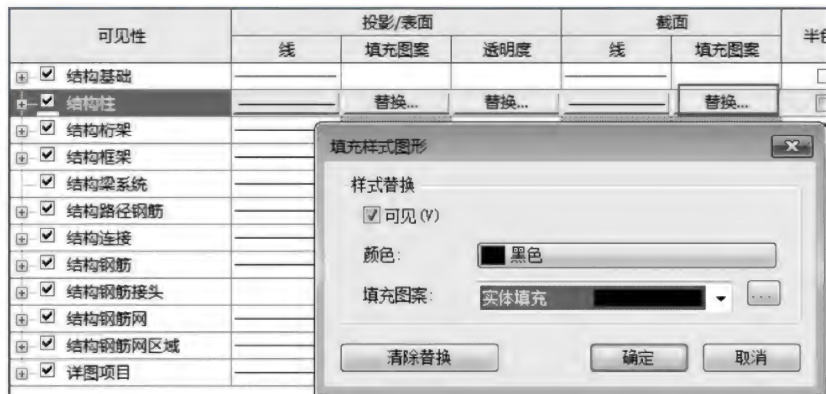 可见性 投影/表面 截面
线 填充图案 透明度 线 填充图案
结构基础
结构柱 替换... 替换... 替换...
结构桁架
结构框架
结构梁系统
结构路径钢筋
结构连接
结构钢筋
结构钢筋接头
结构钢筋网
结构钢筋网区域
详图项目
填充样式图形
样式替换
可见(V)
颜色: 黑色
填充图案: 实体填充 ...
清除替换 确定 取消